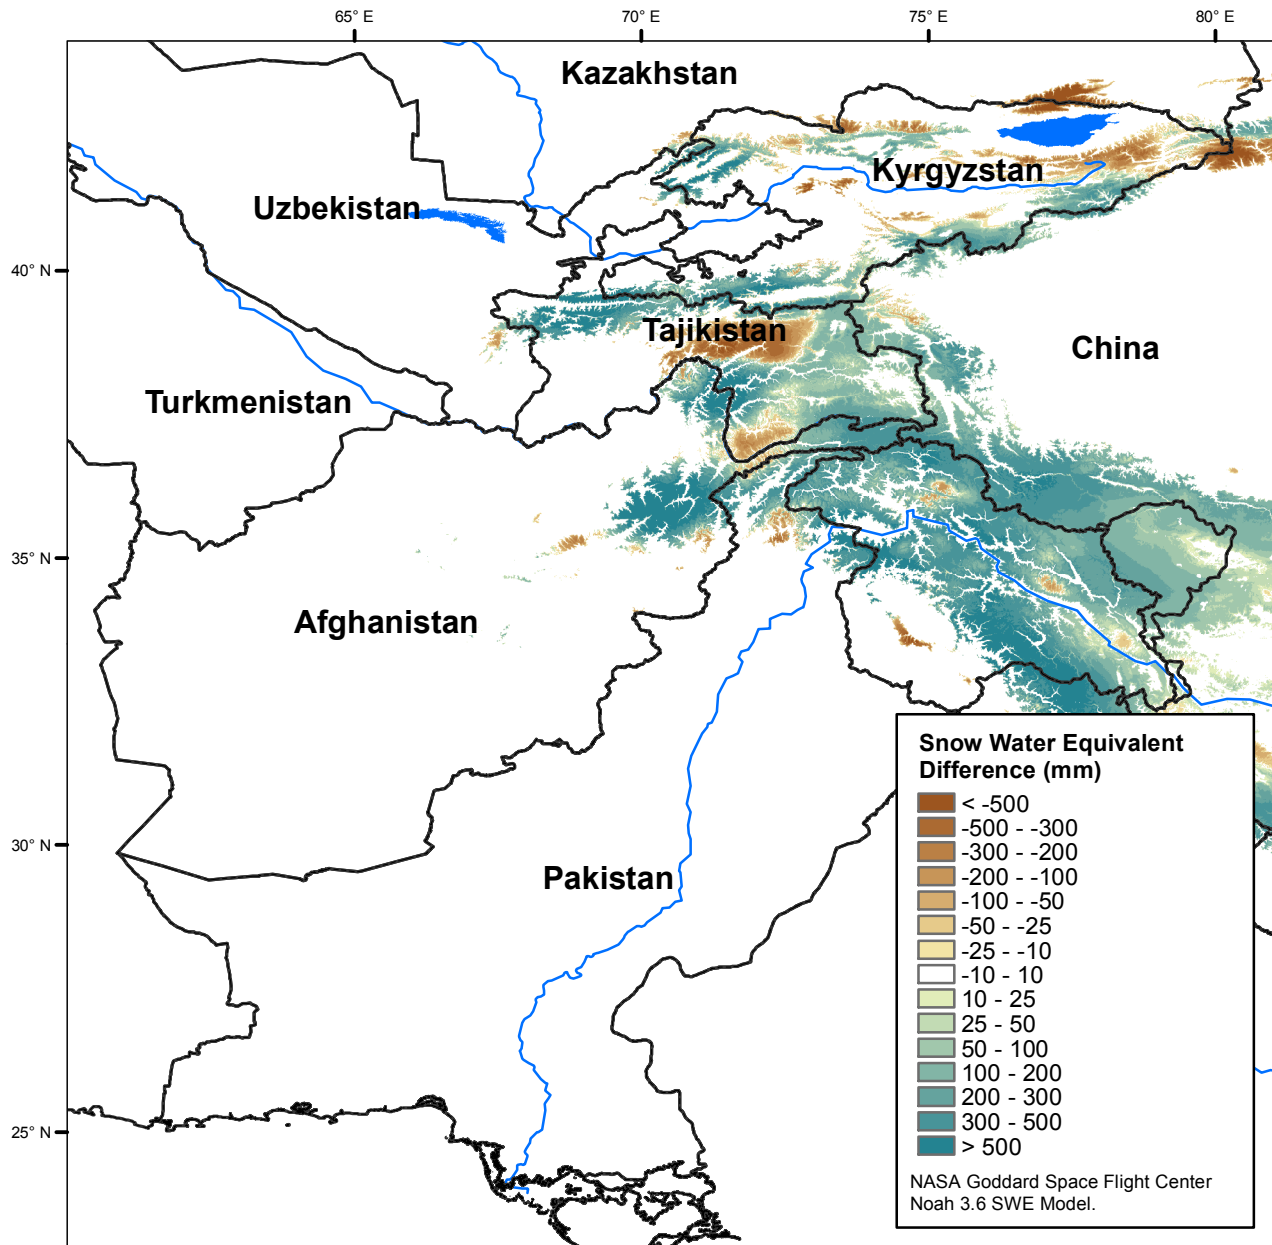 65° E
70° E
75° E
80° E
Kazakhstan
Kyrgyzstan
Uzbekistan
40° N
Tajikistan
China
Turkmenistan
35° N
Afghanistan
Snow Water Equivalent
Difference (mm)
< -500
-500 - -300
-300 - -200
-200 - -100
-100 - -50
-50 - -25
-25 - -10
-10 - 10
10 - 25
25 - 50
50 - 100
100 - 200
200 - 300
300 - 500
> 500
30° N
Pakistan
25° N
NASA Goddard Space Flight Center
Noah 3.6 SWE Model.